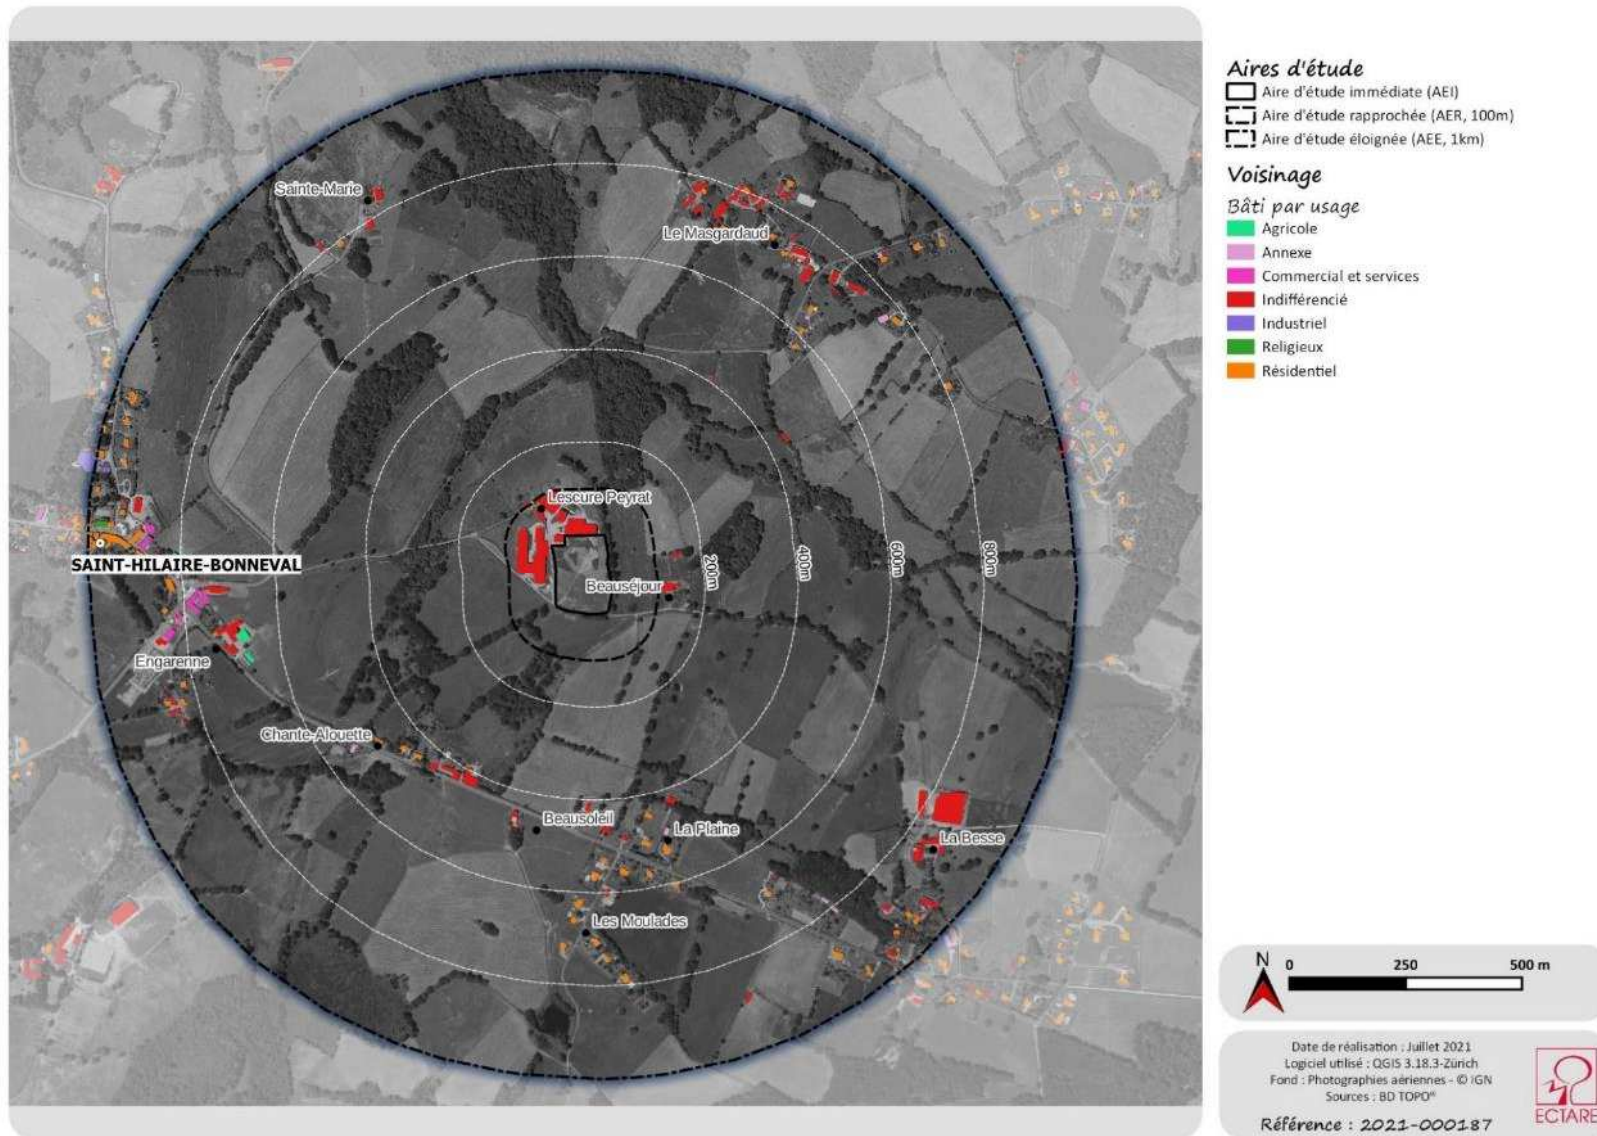 Sainte-Marie
Le Masgardaud
Lescure Peyrat
SAINT-HILAIRE-BONNEVAL
Beauséjour
200m
400m
600m
800m
Engarenne
Chante-Alouette
Beausoleil
La Plaine
La Besse
Les Moulades
Aires d'étude
Aire d'étude immédiate (AEI)
Aire d'étude rapprochée (AER, 100m)
Aire d'étude éloignée (AEE, 1km)
Voisinage
Bâti par usage
Agricole
Annexe
Commercial et services
Indifférencié
Industriel
Religieux
Résidentiel
N
0 250 500 m
Date de réalisation : Juillet 2021
Logiciel utilisé : QGIS 3.18.3-Zürich
Fond : Photographies aériennes - © IGN
Sources : BD TOPO®
Référence : 2021-000187
ECTARE